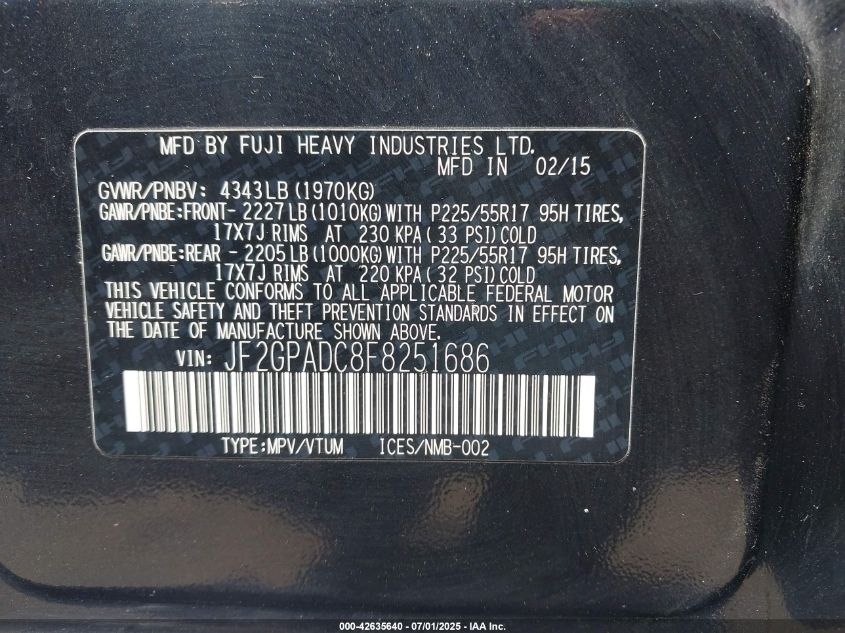 MFD BY FUJI HEAVY INDUSTRIES LTD.
MFD IN 02/15
GVWR/PNBV: 4343LB(1970KG)
GAWR/PNBE:FRONT- 2227LB(1010KG)WITH P225/55R17 95H TIRES,
17X7J RIMS AT 230 KPA(33 PSI)COLD
GAWR/PNBE:REAR - 2205LB(1000KG)WITH P225/55R17 95H TIRES,
17X7J RIMS AT 220 KPA(32 PSI)COLD
THIS VEHICLE CONFORMS TO ALL APPLICABLE FEDERAL MOTOR
VEHICLE SAFETY AND THEFT PREVENTION STANDARDS IN EFFECT ON
THE DATE OF MANUFACTURE SHOWN ABOVE.
VIN: JF2GPADC8F8251686
TYPE:MPV/VTUM ICES/NMB-002
000-42635640 - 07/01/2025 - IAA Inc.